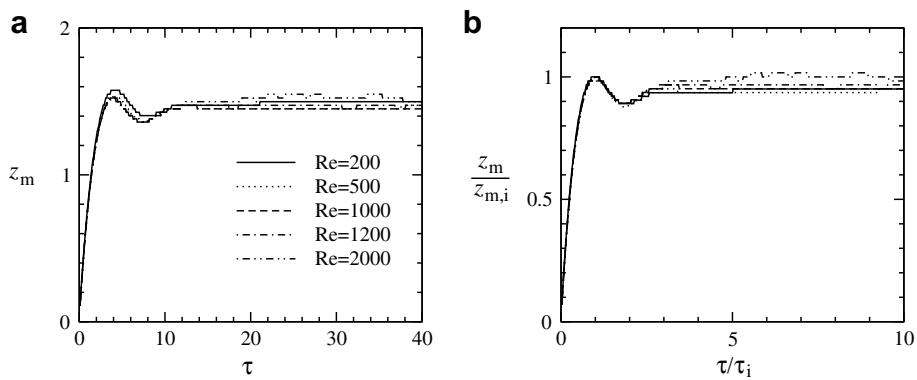 a
2
1
0
z_m
0 10 20 30 40
τ
Re=200
Re=500
Re=1000
Re=1200
Re=2000
b
1
0.5
0
z_m
z_m,i
0 5 10
τ/τ_i